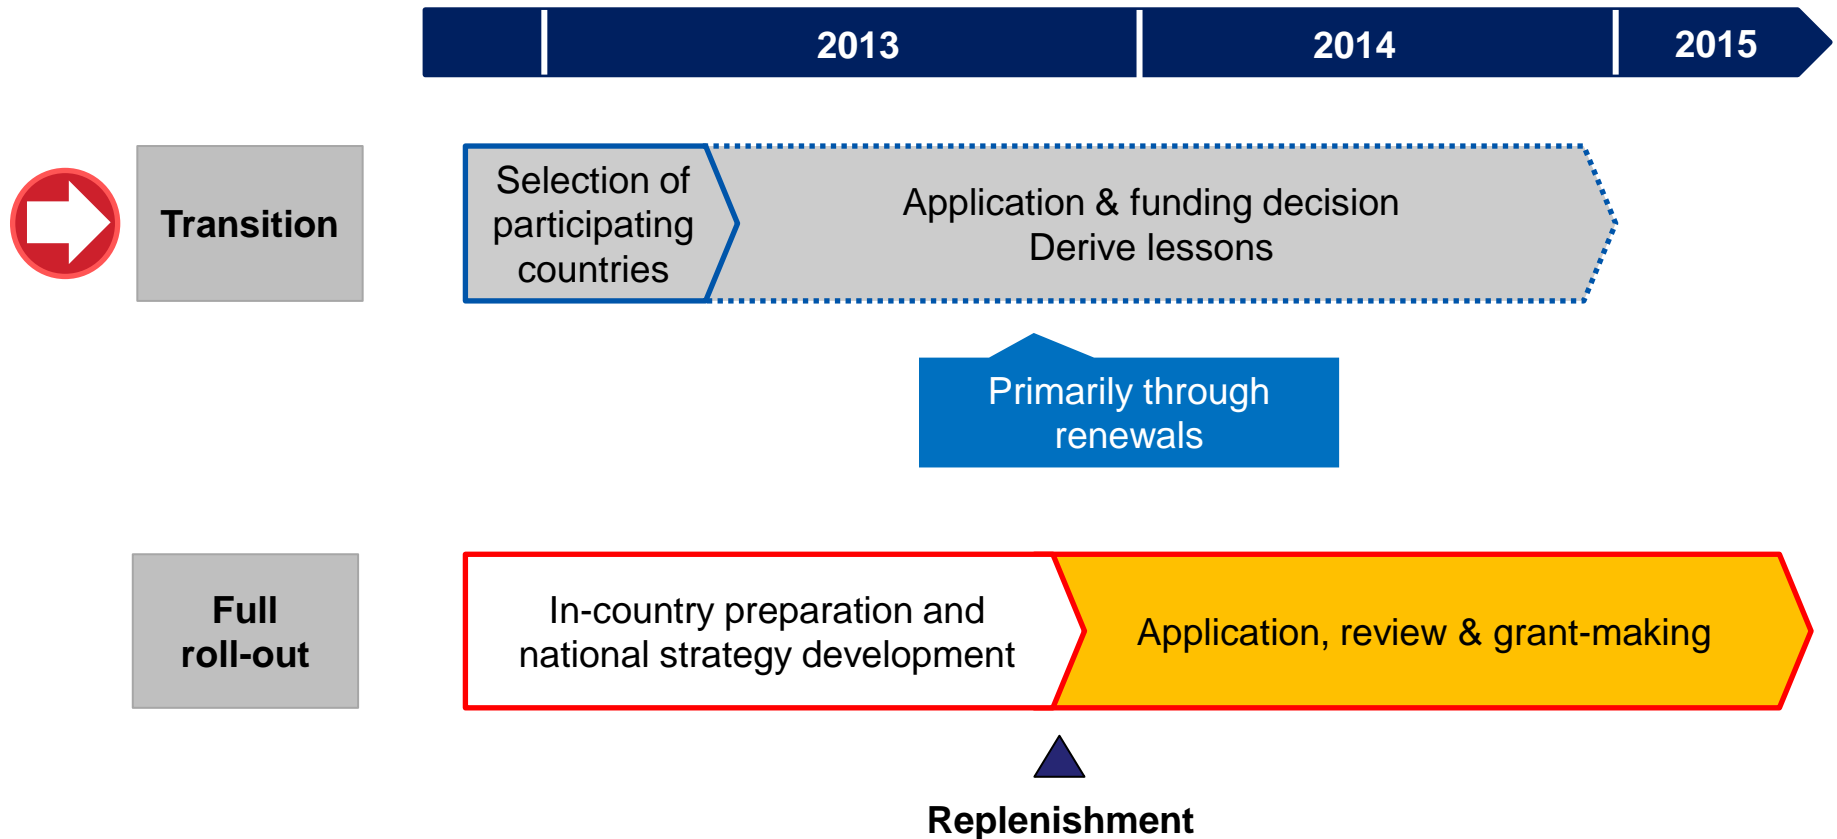 2013
2014
2015
Transition
Selection of
participating
countries
Application & funding decision
Derive lessons
Primarily through
renewals
Full
roll-out
In-country preparation and
national strategy development
Application, review & grant-making
Replenishment